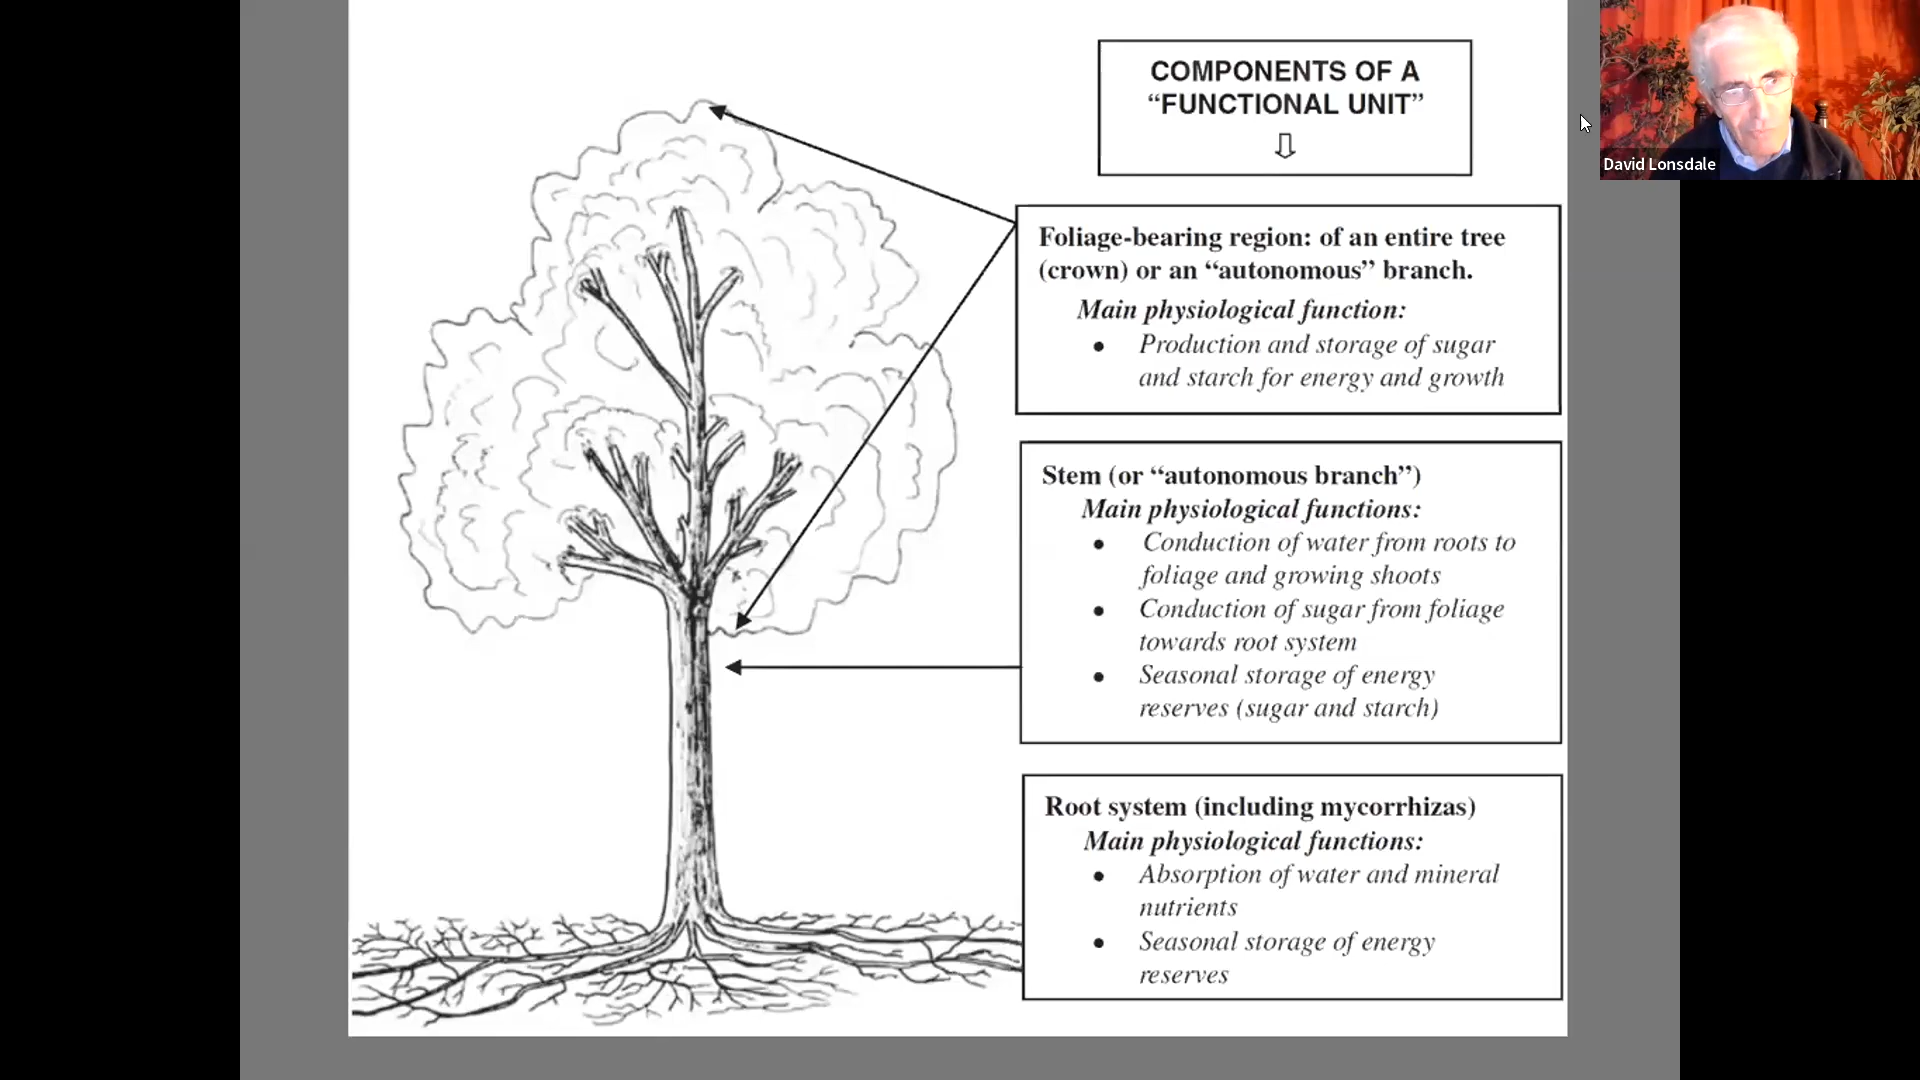 COMPONENTS OF A
“FUNCTIONAL UNIT”
Foliage-bearing region: of an entire tree
(crown) or an “autonomous” branch.
Main physiological function:
● Production and storage of sugar
and starch for energy and growth
Stem (or “autonomous branch”)
Main physiological functions:
● Conduction of water from roots to
foliage and growing shoots
● Conduction of sugar from foliage
towards root system
● Seasonal storage of energy
reserves (sugar and starch)
Root system (including mycorrhizas)
Main physiological functions:
● Absorption of water and mineral
nutrients
● Seasonal storage of energy
reserves
David Lonsdale